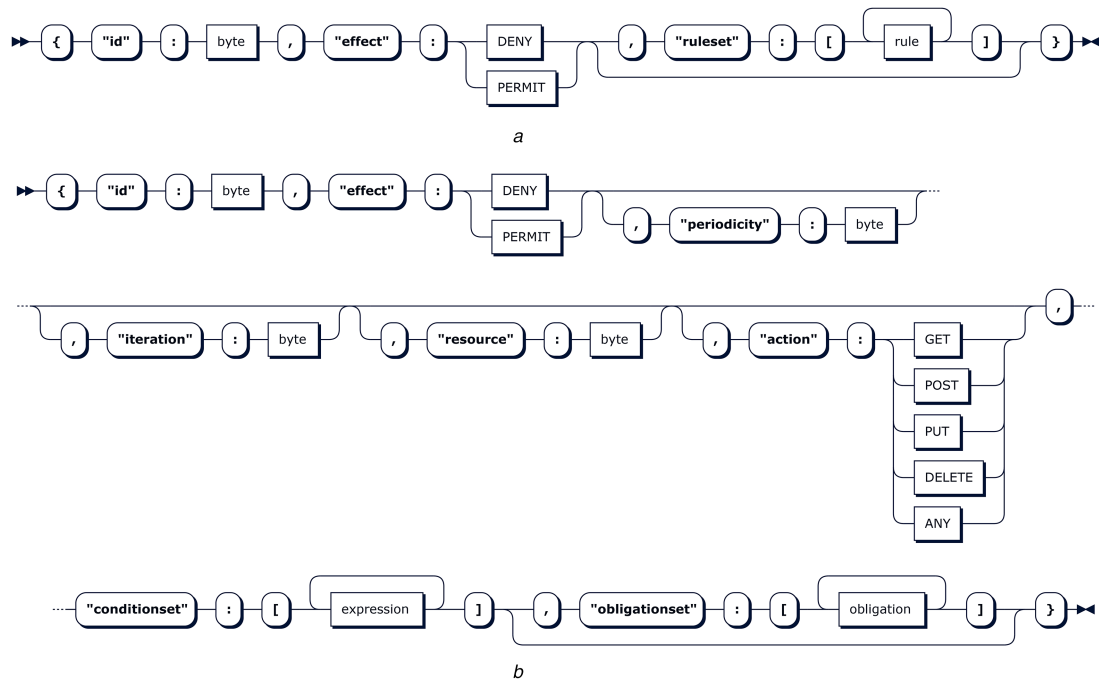 { "id" : byte , "effect" : DENY , "ruleset" : [ rule ] }
PERMIT
a
{ "id" : byte , "effect" : DENY
, "periodicity" : byte
PERMIT
,
, "iteration" : byte , "resource" : byte , "action" : GET
POST
PUT
DELETE
ANY
"conditionset" : [ expression ] , "obligationset" : [ obligation ] }
b